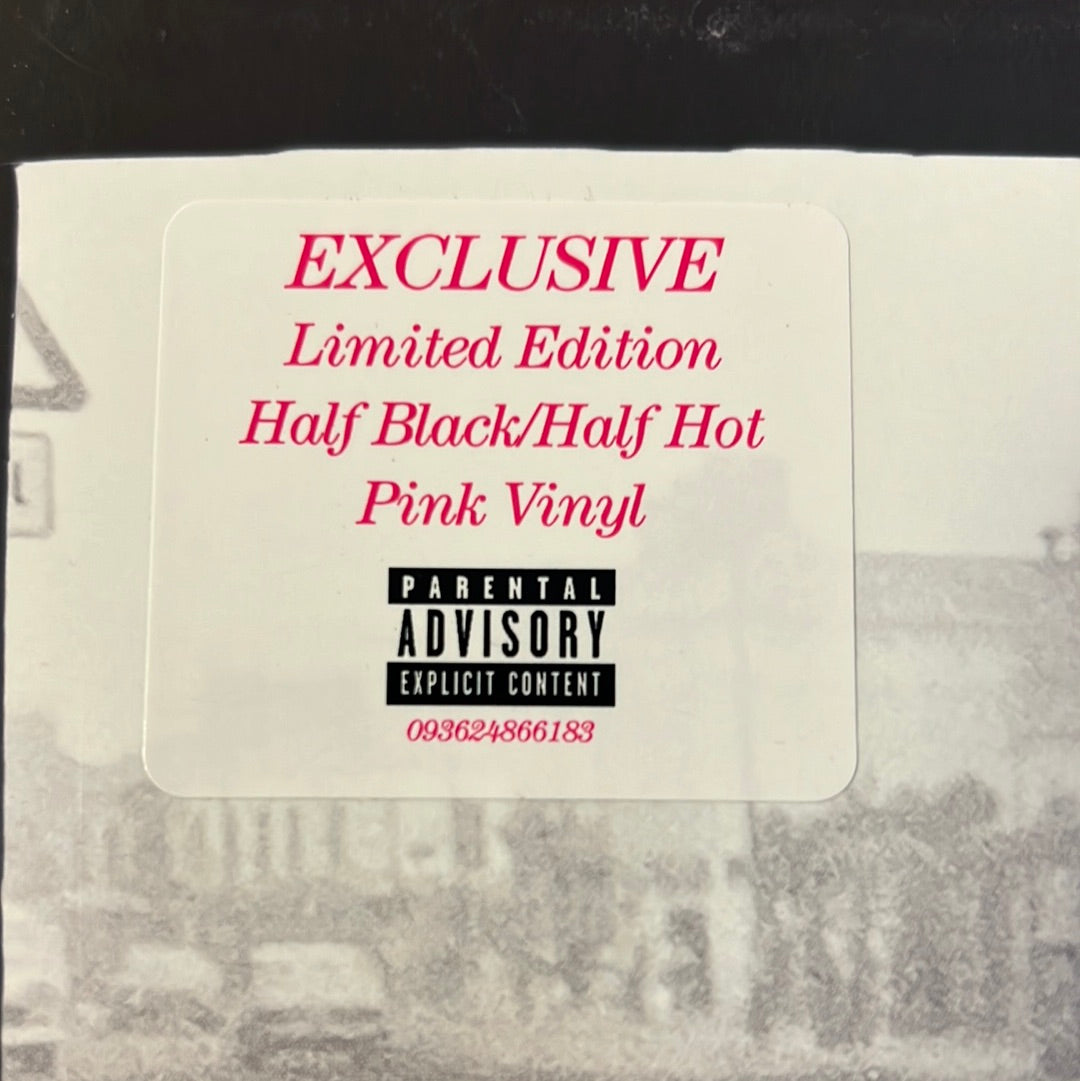 EXCLUSIVE
Limited Edition
Half Black/Half Hot
Pink Vinyl
PARENTAL
ADVISORY
EXPLICIT CONTENT
093624866183